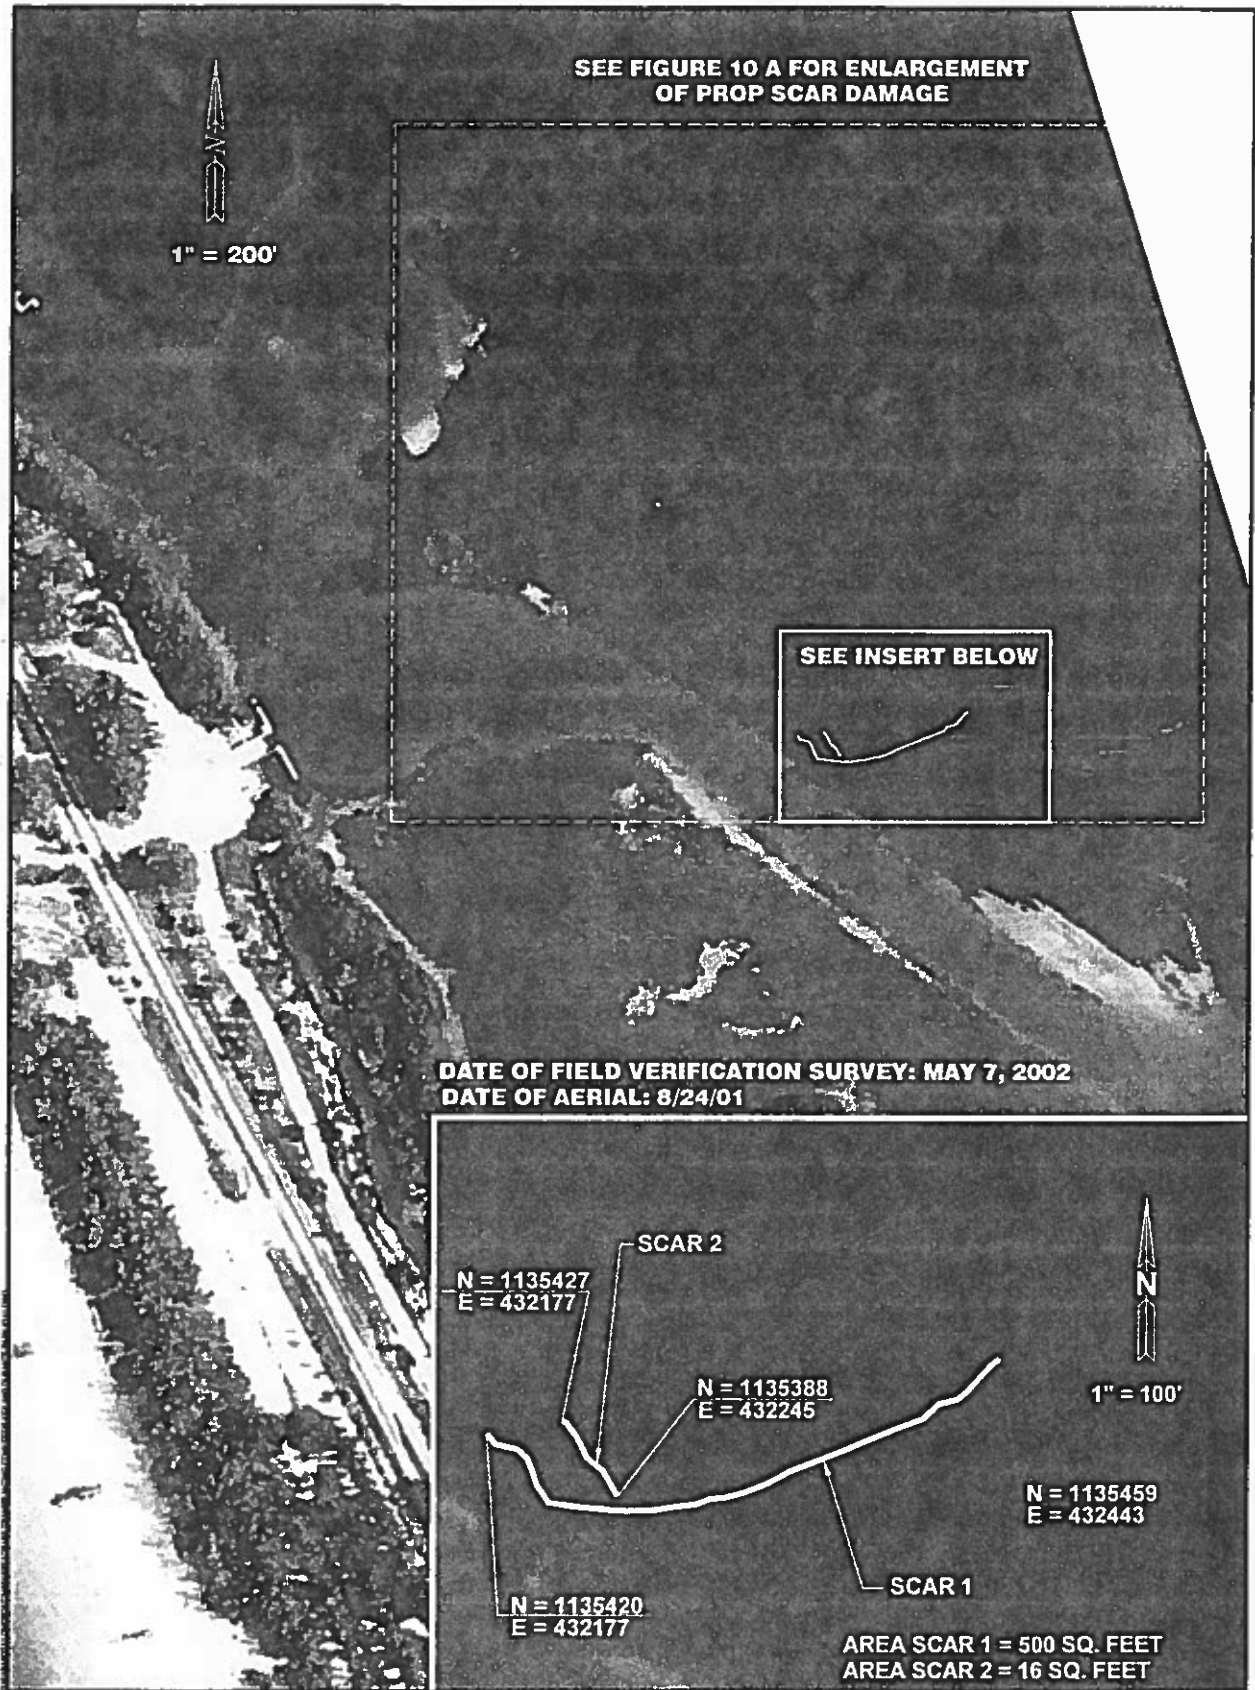 SEE FIGURE 10 A FOR ENLARGEMENT
OF PROP SCAR DAMAGE
N
1" = 200'
S
SEE INSERT BELOW
DATE OF FIELD VERIFICATION SURVEY: MAY 7, 2002
DATE OF AERIAL: 8/24/01
SCAR 2
N = 1135427
E = 432177
N
1" = 100'
N = 1135388
E = 432245
N = 1135459
E = 432443
SCAR 1
N = 1135420
E = 432177
AREA SCAR 1 = 500 SQ. FEET
AREA SCAR 2 = 16 SQ. FEET